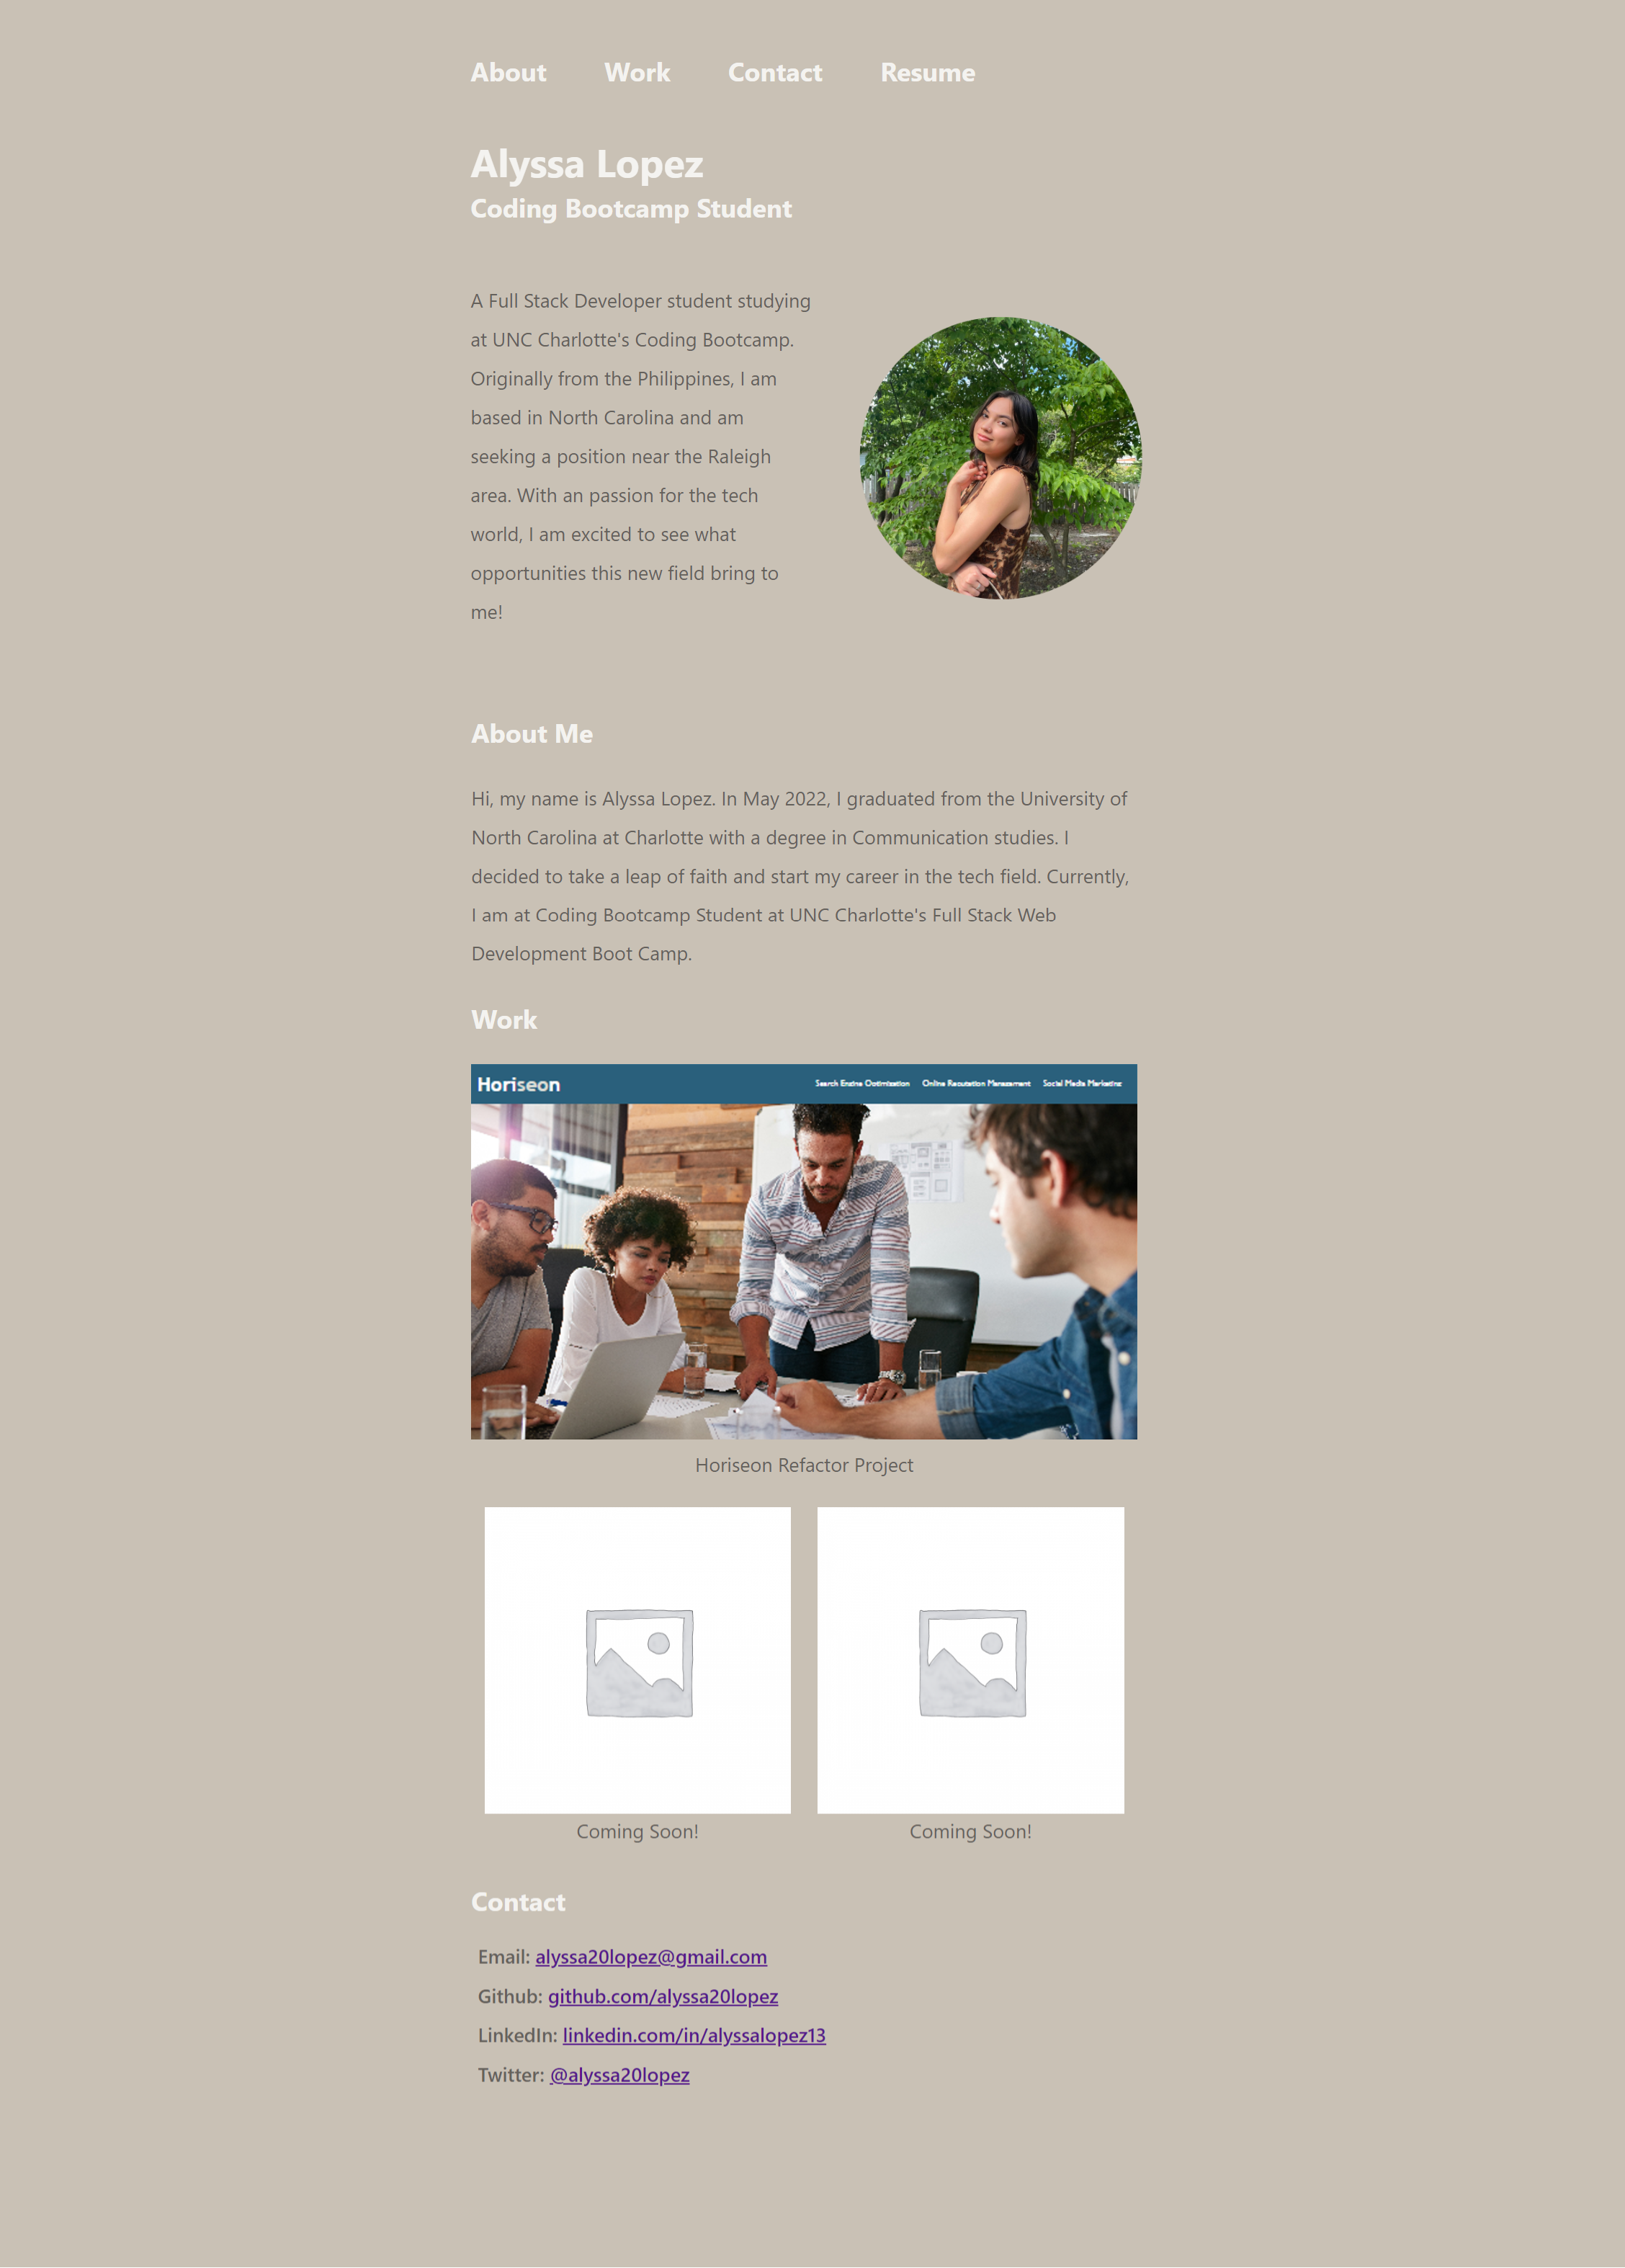 About Work Contact Resume
Alyssa Lopez
Coding Bootcamp Student
A Full Stack Developer student studying
at UNC Charlotte's Coding Bootcamp.
Originally from the Philippines, I am
based in North Carolina and am
seeking a position near the Raleigh
area. With an passion for the tech
world, I am excited to see what
opportunities this new field bring to
me!
About Me
Hi, my name is Alyssa Lopez. In May 2022, I graduated from the University of
North Carolina at Charlotte with a degree in Communication studies. I
decided to take a leap of faith and start my career in the tech field. Currently,
I am at Coding Bootcamp Student at UNC Charlotte's Full Stack Web
Development Boot Camp.
Work
Horiseon Search Engine Optimization Online Reputation Management Social Media Marketing
Horiseon Refactor Project
Coming Soon! Coming Soon!
Contact
Email: alyssa20lopez@gmail.com
Github: github.com/alyssa20lopez
LinkedIn: linkedin.com/in/alyssalopez13
Twitter: @alyssa20lopez